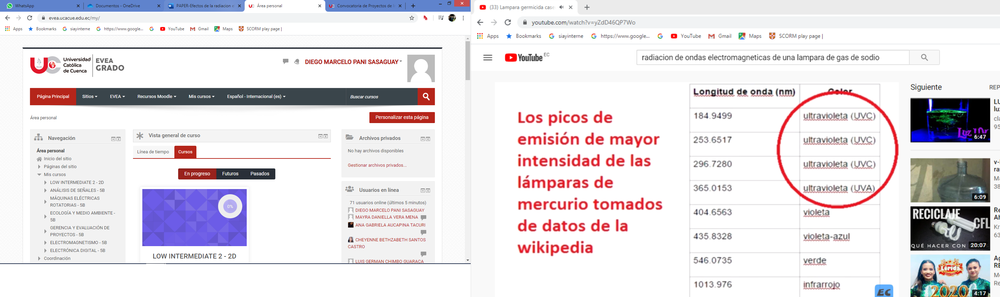 WhatsApp
Documentos - OneDrive
PAPER-Efectos de la radiacion e
Área personal
Convocatoria de Proyectos de I
evea.ucacue.edu.ec/my/
Apps Bookmarks siayinterne https://www.google... YouTube Gmail Maps SCORM play page |
UC Universidad
Católica
de Cuenca
EVEA
GRADO
DIEGO MARCELO PANI SASAGUAY
Página Principal Sitios EVEA Recursos Moodle Mis cursos Español - Internacional (es) Buscar cursos
Área personal
Personalizar esta página
Navegación
Área personal
Inicio del sitio
Páginas del sitio
Mis cursos
LOW INTERMEDIATE 2 - 2D
ANÁLISIS DE SEÑALES - 5B
MÁQUINAS ELÉCTRICAS
ROTATORIAS - 5B
ECOLOGÍA Y MEDIO AMBIENTE -
5B
GERENCIA Y EVALUACIÓN DE
PROYECTOS - 5B
ELECTROMAGNETISMO - 5B
ELECTRÓNICA DIGITAL - 5B
Coordinación
Vista general de curso
Línea de tiempo Cursos
En progreso Futuros Pasados
0%
LOW INTERMEDIATE 2 - 2D
Archivos privados
No hay archivos disponibles
Gestionar archivos privados...
Usuarios en línea
71 usuarios online (últimos 5 minutos)
DIEGO MARCELO PANI SASAGUAY
MAYRA DANIELLA VERA MENA
ANA GABRIELA AUCAPINA TACURI
CHEYENNE BETHZABETH SANTOS
CASTRO
LUIS GERMAN CHIMBO GUARACA
(33) Lampara germicida case
youtube.com/watch?v=yZdD46QP7Wo
Apps Bookmarks siayinterne https://www.google... YouTube Gmail Maps SCORM play page |
YouTube EC
radiacion de ondas electromagneticas de una lampara de gas de sodio
Los picos de
emisión de mayor
intensidad de las
lámparas de
mercurio tomados
de datos de la
wikipedia
Longitud de onda (nm) Color
184.9499 ultravioleta (UVC)
253.6517 ultravioleta (UVC)
296.7280 ultravioleta (UVC)
365.0153 ultravioleta (UVA)
404.6563 violeta
435.8328 violeta-azul
546.0735 verde
1013.976 infrarrojo
EC
Siguiente REP
6:47
LU
luz
cla
95
6:09
v-l
ra
Ma
38
RECICLAJE
CFL
QUÉ HACER CON
20:07
Re
Ah
Kr
63
Lérida
2020
4:17
Ag
RE
Mo
Re